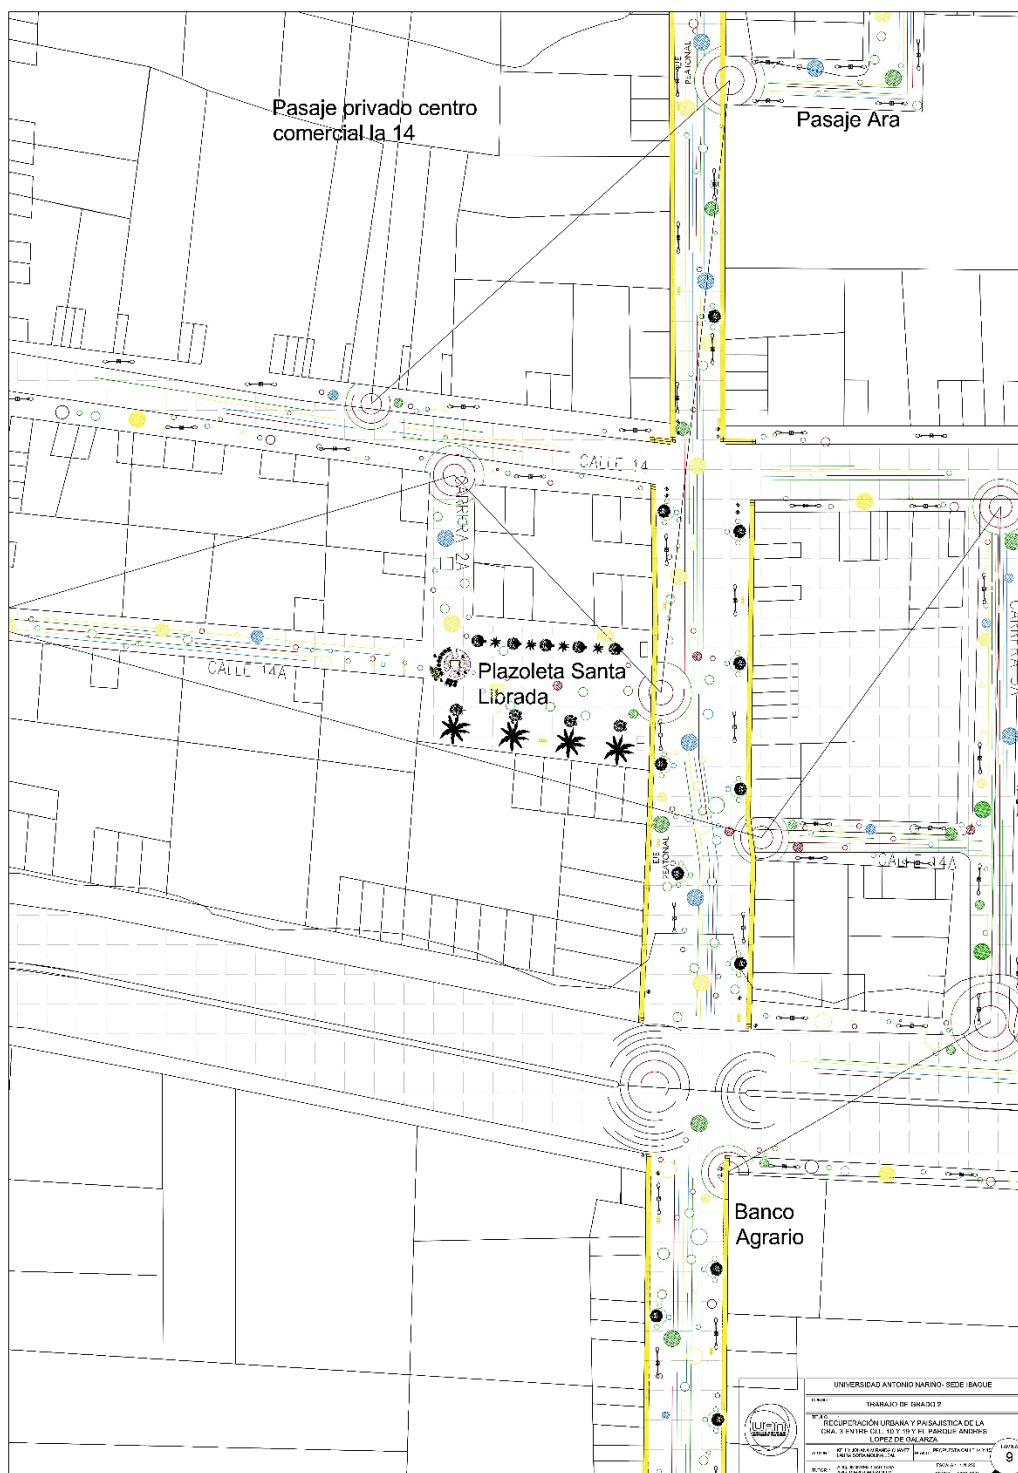 EJE
PEATONAL
Pasaje privado centro
comercial la 14
Pasaje Ara
CALLE 14
CARRERA 2A
CALLE 14A
Plazoleta Santa
Librada
CARRERA 3A
EJE
PEATONAL
CALLE 14A
Banco
Agrario
UNIVERSIDAD ANTONIO NARIÑO- SEDE IBAGUE
TRABAJO DE GRADO 2
RECUPERACIÓN URBANA Y PAISAJISTICA DE LA
CRA. 3 ENTRE CLL. 10 Y 19 Y EL PARQUE ANDRES
LOPEZ DE GALARZA
UAN
9